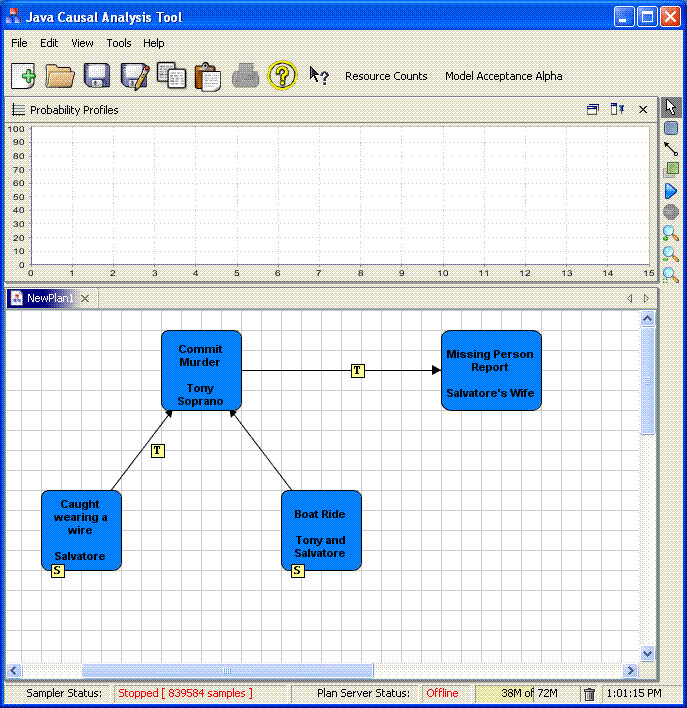 Java Causal Analysis Tool
File Edit View Tools Help
Resource Counts Model Acceptance Alpha
Probability Profiles
100
90
80
70
60
50
40
30
20
10
0
0 1 2 3 4 5 6 7 8 9 10 11 12 13 14 15
NewPlan1
Commit
Murder
Tony
Soprano
T
Missing Person
Report
Salvatore's Wife
T
Caught
wearing a
wire
Salvatore
S
Boat Ride
Tony and
Salvatore
S
Sampler Status: Stopped [ 839584 samples ] Plan Server Status: Offline 38M of 72M 1:01:15 PM